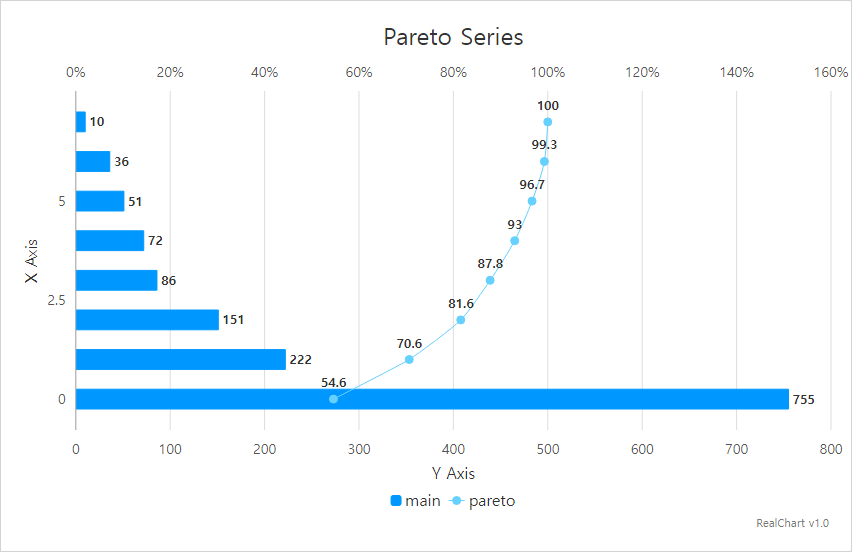 Pareto Series
0% 20% 40% 60% 80% 100% 120% 140% 160%
10 100
36 99.3
5 51 96.7
72 93
86 87.8
2.5
151 81.6
222 70.6
0 54.6 755
X Axis
0 100 200 300 400 500 600 700 800
Y Axis
main pareto
RealChart v1.0